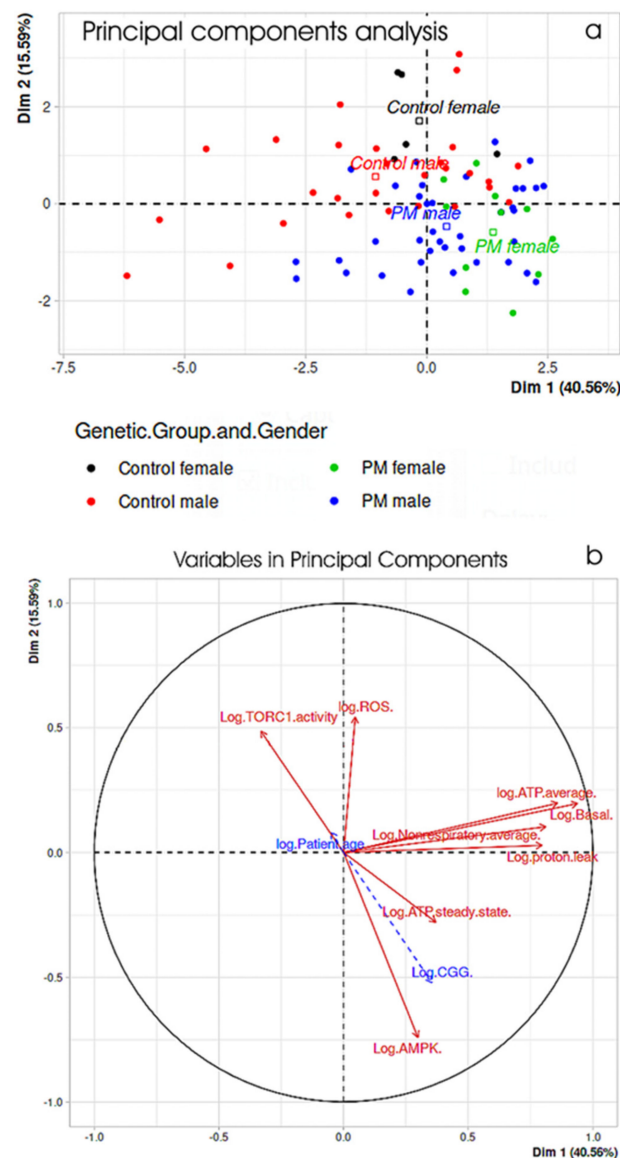 Principal components analysis
a
Dim 2 (15.59%)
Control female
Control male
PM male
PM female
2
0
-2
-7.5
-5.0
-2.5
0.0
2.5
Dim 1 (40.56%)
Genetic.Group.and.Gender
Control female
PM female
Control male
PM male
Includ
Variables in Principal Components
b
Dim 2 (15.59%)
1.0
0.5
0.0
-0.5
-1.0
Log.TORC1.activity
log.ROS.
log.ATP.average.
Log.Basal.
Log.Nonrespiratory.average.
log.Patient.age
Log.proton.leak
Log.ATP.steady.state.
Log.CGG.
Log.AMPK.
-1.0
-0.5
0.0
0.5
1.0
Dim 1 (40.56%)